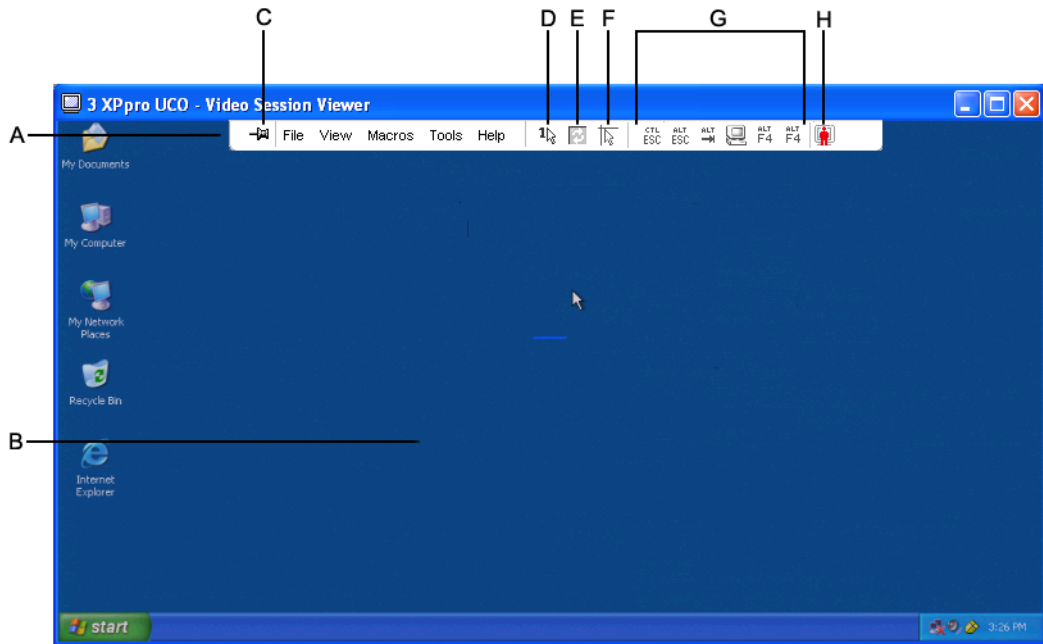 C D E F G H
3 XPpro UCO - Video Session Viewer
A
File View Macros Tools Help 1 CTL ESC ALT ESC ALT ALT F4 ALT F4
My Documents
My Computer
My Network
Places
Recycle Bin
B
Internet
Explorer
start 3:26 PM